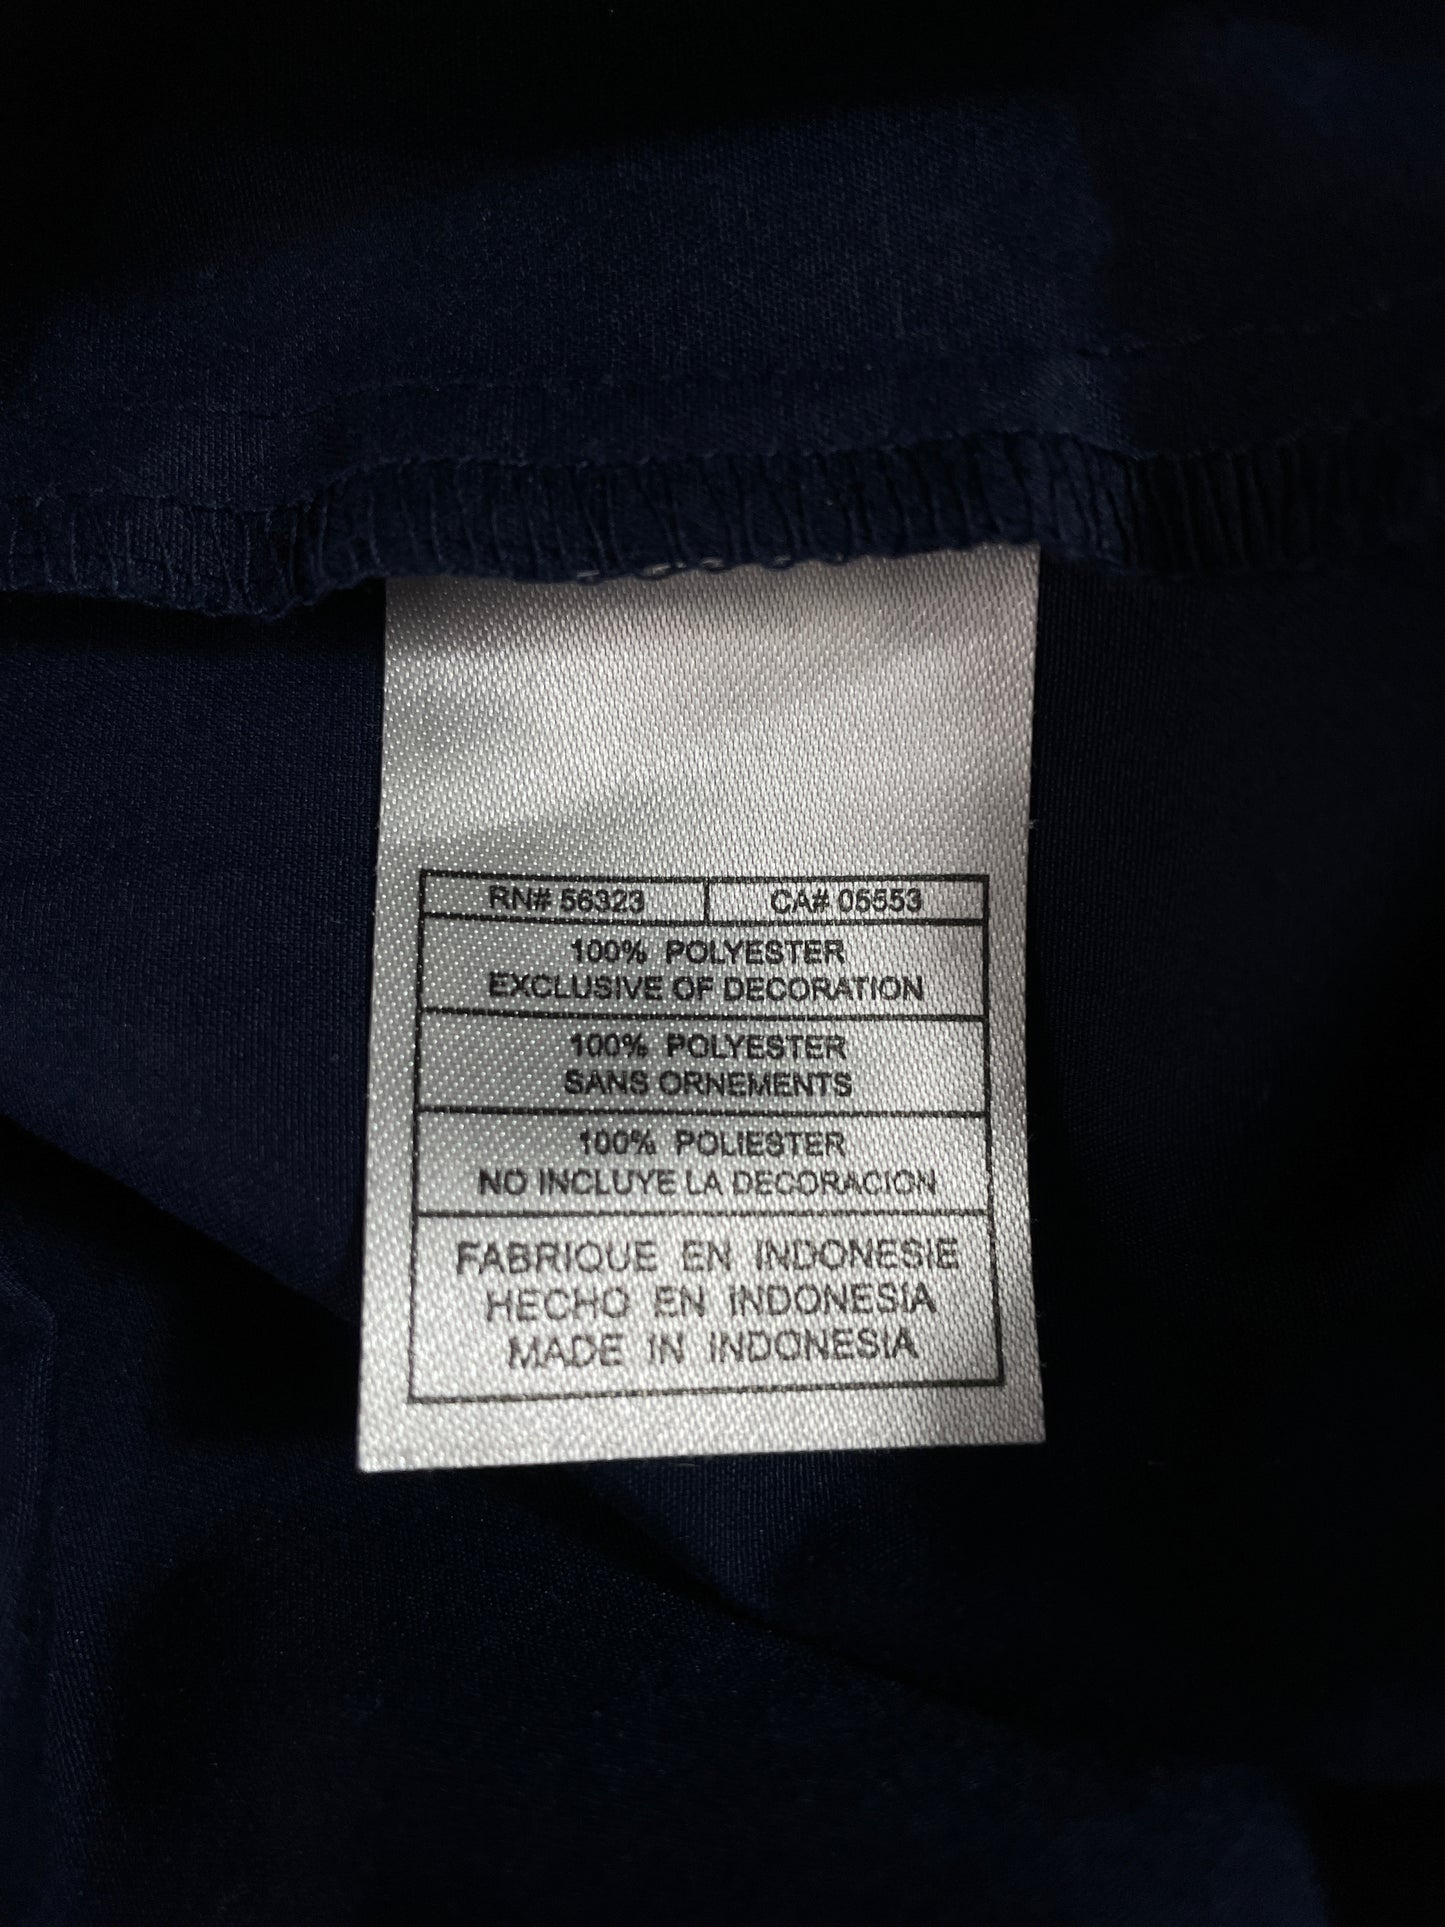 RN# 56323 CA# 05553
100% POLYESTER
EXCLUSIVE OF DECORATION
100% POLYESTER
SANS ORNEMENTS
100% POLIESTER
NO INCLUYE LA DECORACION
FABRIQUE EN INDONESIE
HECHO EN INDONESIA
MADE IN INDONESIA